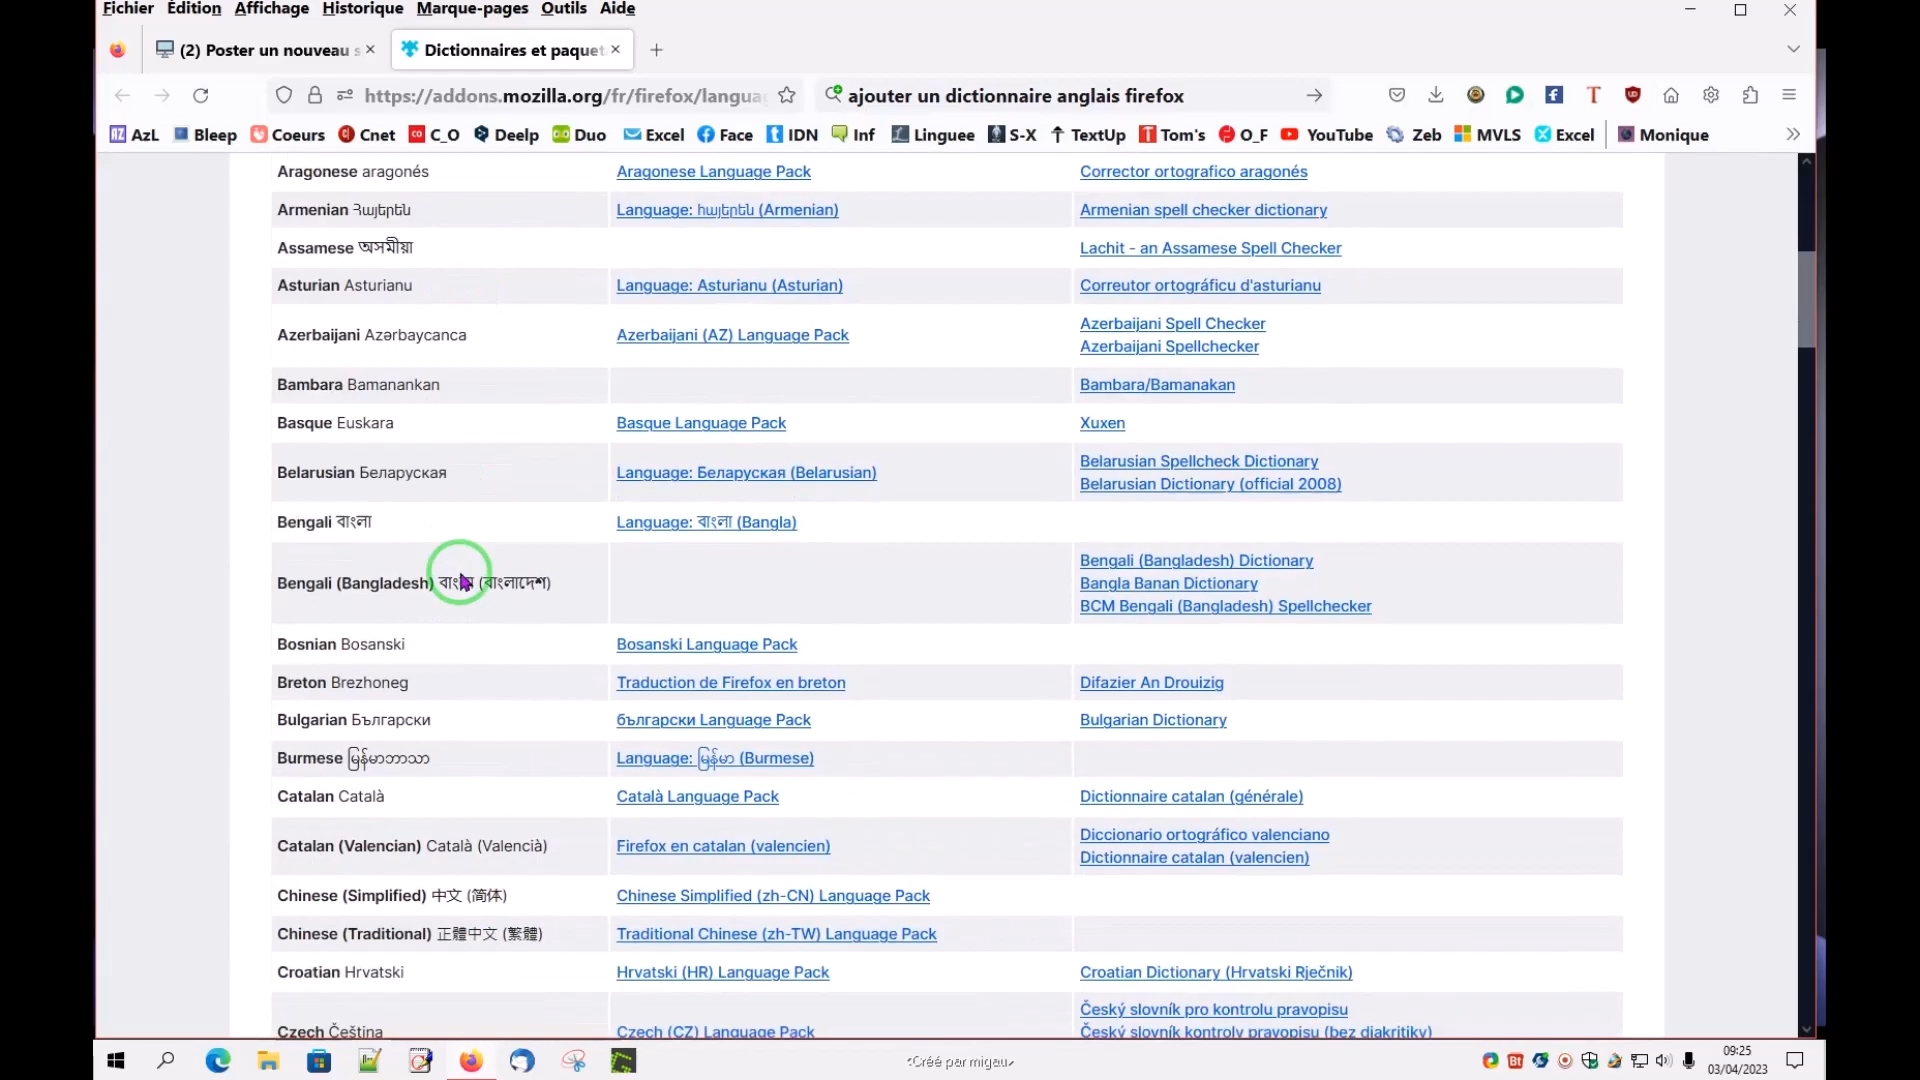 Fichier Édition Affichage Historique Marque-pages Outils Aide
(2) Poster un nouveau s
Dictionnaires et paquet
https://addons.mozilla.org/fr/firefox/langua
ajouter un dictionnaire anglais firefox
AzL Bleep Coeurs Cnet C_O Deelp Duo Excel Face IDN Inf Linguee S-X TextUp Tom's O_F YouTube Zeb MVLS Excel Monique
Aragonese aragonés Aragonese Language Pack Corrector ortografico aragonés
Armenian Հայերեն Language: հայերեն (Armenian) Armenian spell checker dictionary
Assamese অসমীয়া Lachit - an Assamese Spell Checker
Asturian Asturianu Language: Asturianu (Asturian) Correutor ortográficu d'asturianu
Azerbaijani Azərbaycanca Azerbaijani (AZ) Language Pack Azerbaijani Spell Checker
Azerbaijani Spellchecker
Bambara Bamanankan Bambara/Bamanakan
Basque Euskara Basque Language Pack Xuxen
Belarusian Беларуская Language: Беларуская (Belarusian) Belarusian Spellcheck Dictionary
Belarusian Dictionary (official 2008)
Bengali বাংলা Language: বাংলা (Bangla)
Bengali (Bangladesh) (বাংলাদেশ) Bengali (Bangladesh) Dictionary
Bangla Banan Dictionary
BCM Bengali (Bangladesh) Spellchecker
Bosnian Bosanski Bosanski Language Pack
Breton Brezhoneg Traduction de Firefox en breton Difazier An Drouizig
Bulgarian Български български Language Pack Bulgarian Dictionary
Burmese မြန်မာဘာသာ Language: မြန်မာ (Burmese)
Catalan Català Català Language Pack Dictionnaire catalan (générale)
Catalan (Valencian) Català (Valencià) Firefox en catalan (valencien) Diccionario ortográfico valenciano
Dictionnaire catalan (valencien)
Chinese (Simplified) 中文 (简体) Chinese Simplified (zh-CN) Language Pack
Chinese (Traditional) 正體中文 (繁體) Traditional Chinese (zh-TW) Language Pack
Croatian Hrvatski Hrvatski (HR) Language Pack Croatian Dictionary (Hrvatski Rječnik)
Czech Čeština Czech (CZ) Language Pack Český slovník pro kontrolu pravopisu
Český slovník kontroly pravopisu (bez diakritiky)
<Créé par migau>
09:25
03/04/2023